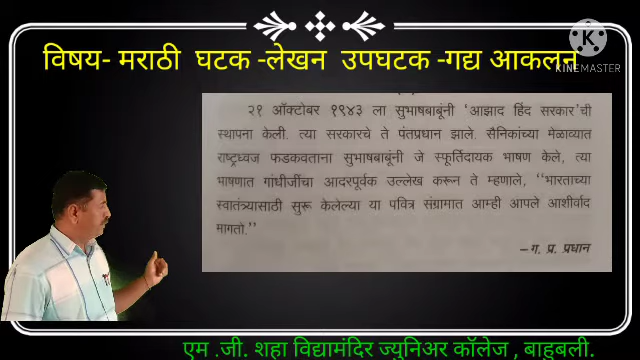 विषय- मराठी घटक -लेखन उपघटक -गद्य आकलन
KINEMASTER
२१ ऑक्टोबर १९४३ ला सुभाषबाबूंनी ‘आझाद हिंद सरकार’ची
स्थापना केली. त्या सरकारचे ते पंतप्रधान झाले. सैनिकांच्या मेळाव्यात
राष्ट्रध्वज फडकवताना सुभाषबाबूंनी जे स्फूर्तिदायक भाषण केले, त्या
भाषणात गांधीजींचा आदरपूर्वक उल्लेख करून ते म्हणाले, ‘‘भारताच्या
स्वातंत्र्यासाठी सुरू केलेल्या या पवित्र संग्रामात आम्ही आपले आशीर्वाद
मागतो.’’
–ग. प्र. प्रधान
एम .जी. शहा विद्यामंदिर ज्युनिअर कॉलेज , बाहुबली.